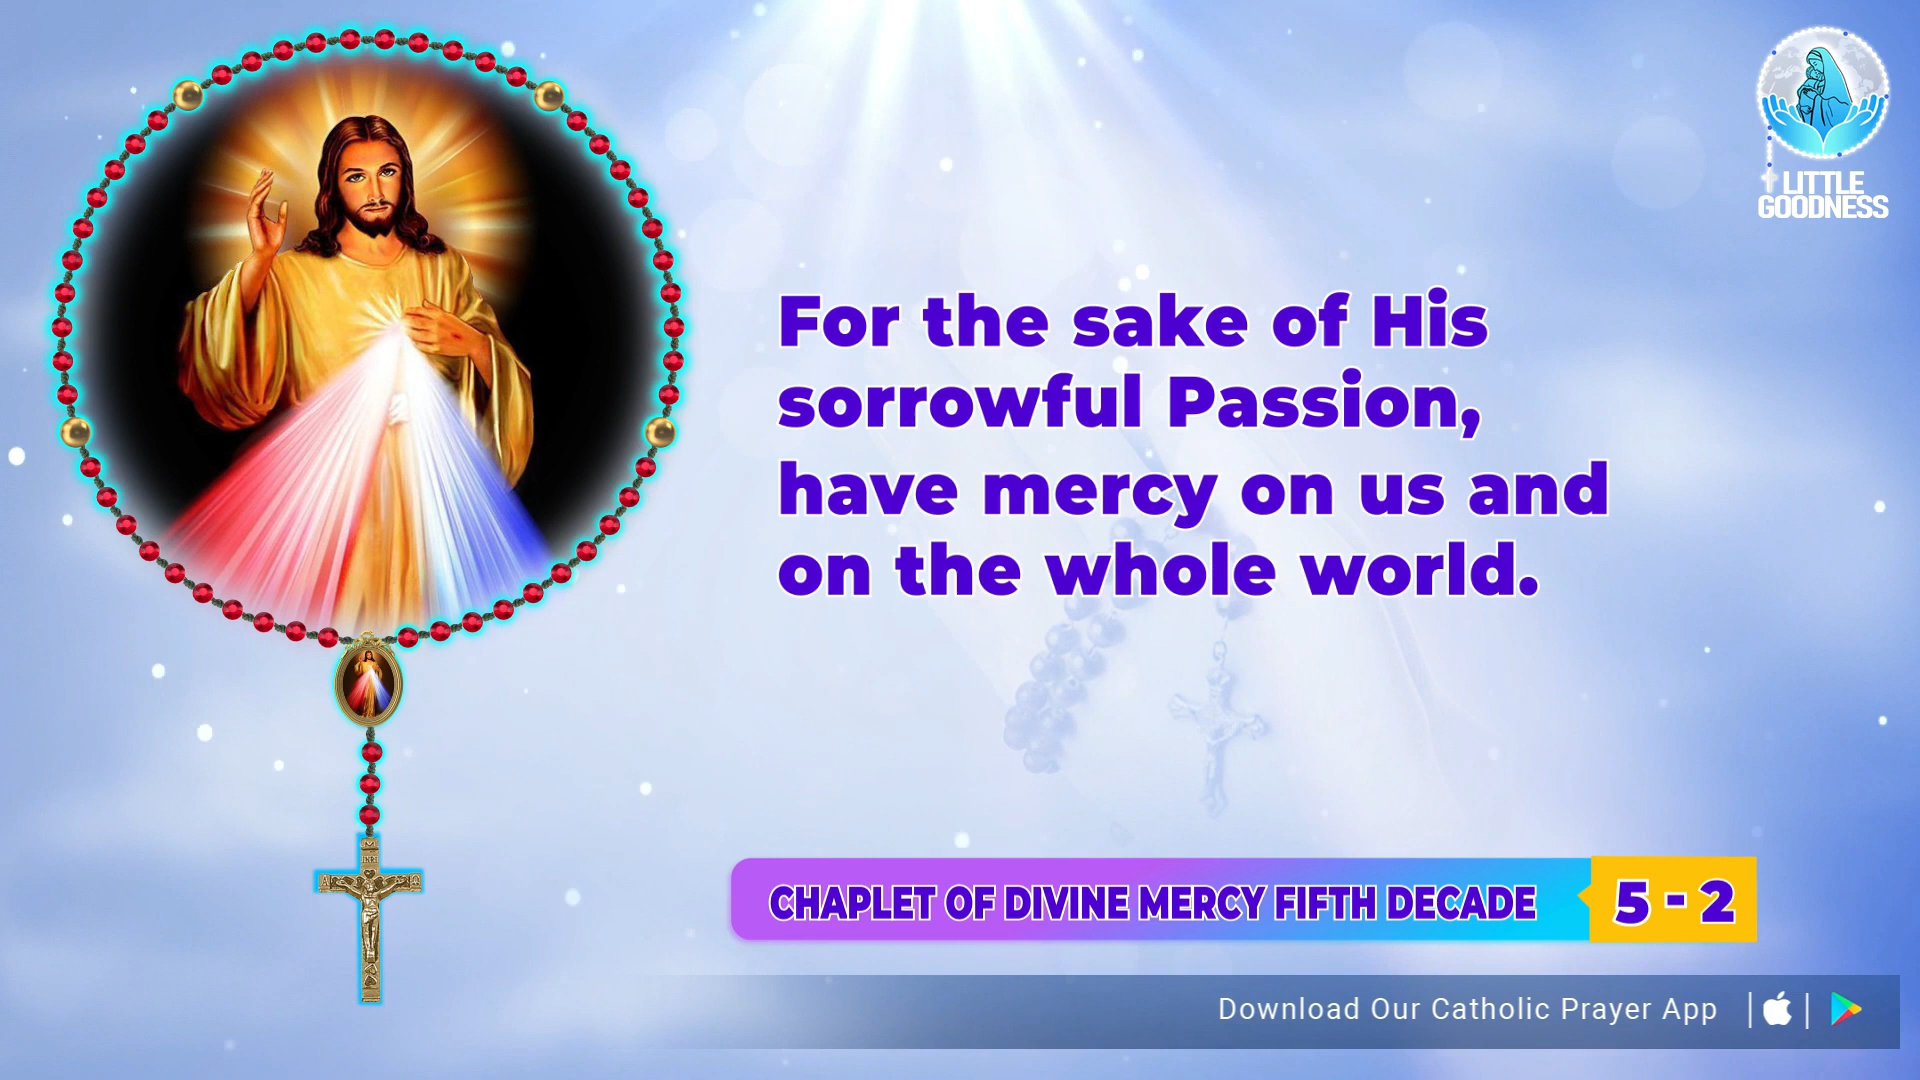 LITTLE
GOODNESS
For the sake of His
sorrowful Passion,
have mercy on us and
on the whole world.
INRI
CHAPLET OF DIVINE MERCY FIFTH DECADE
5 - 2
Download Our Catholic Prayer App